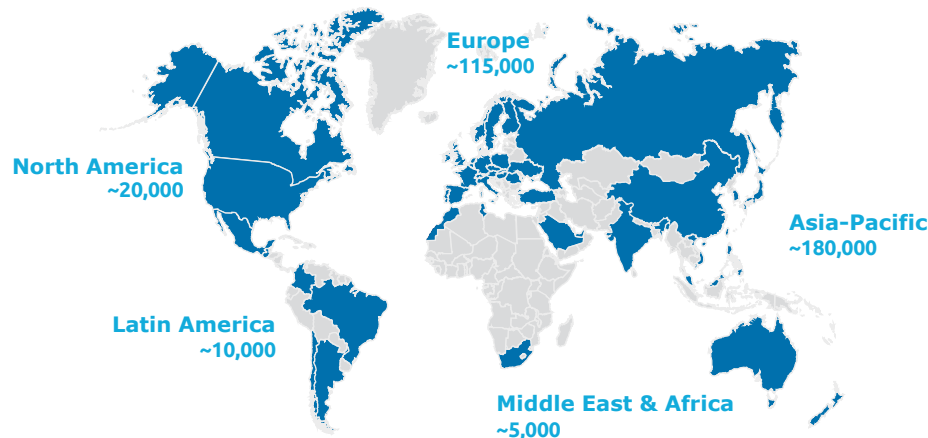 Europe
~115,000
North America
~20,000
Asia-Pacific
~180,000
Latin America
~10,000
Middle East & Africa
~5,000